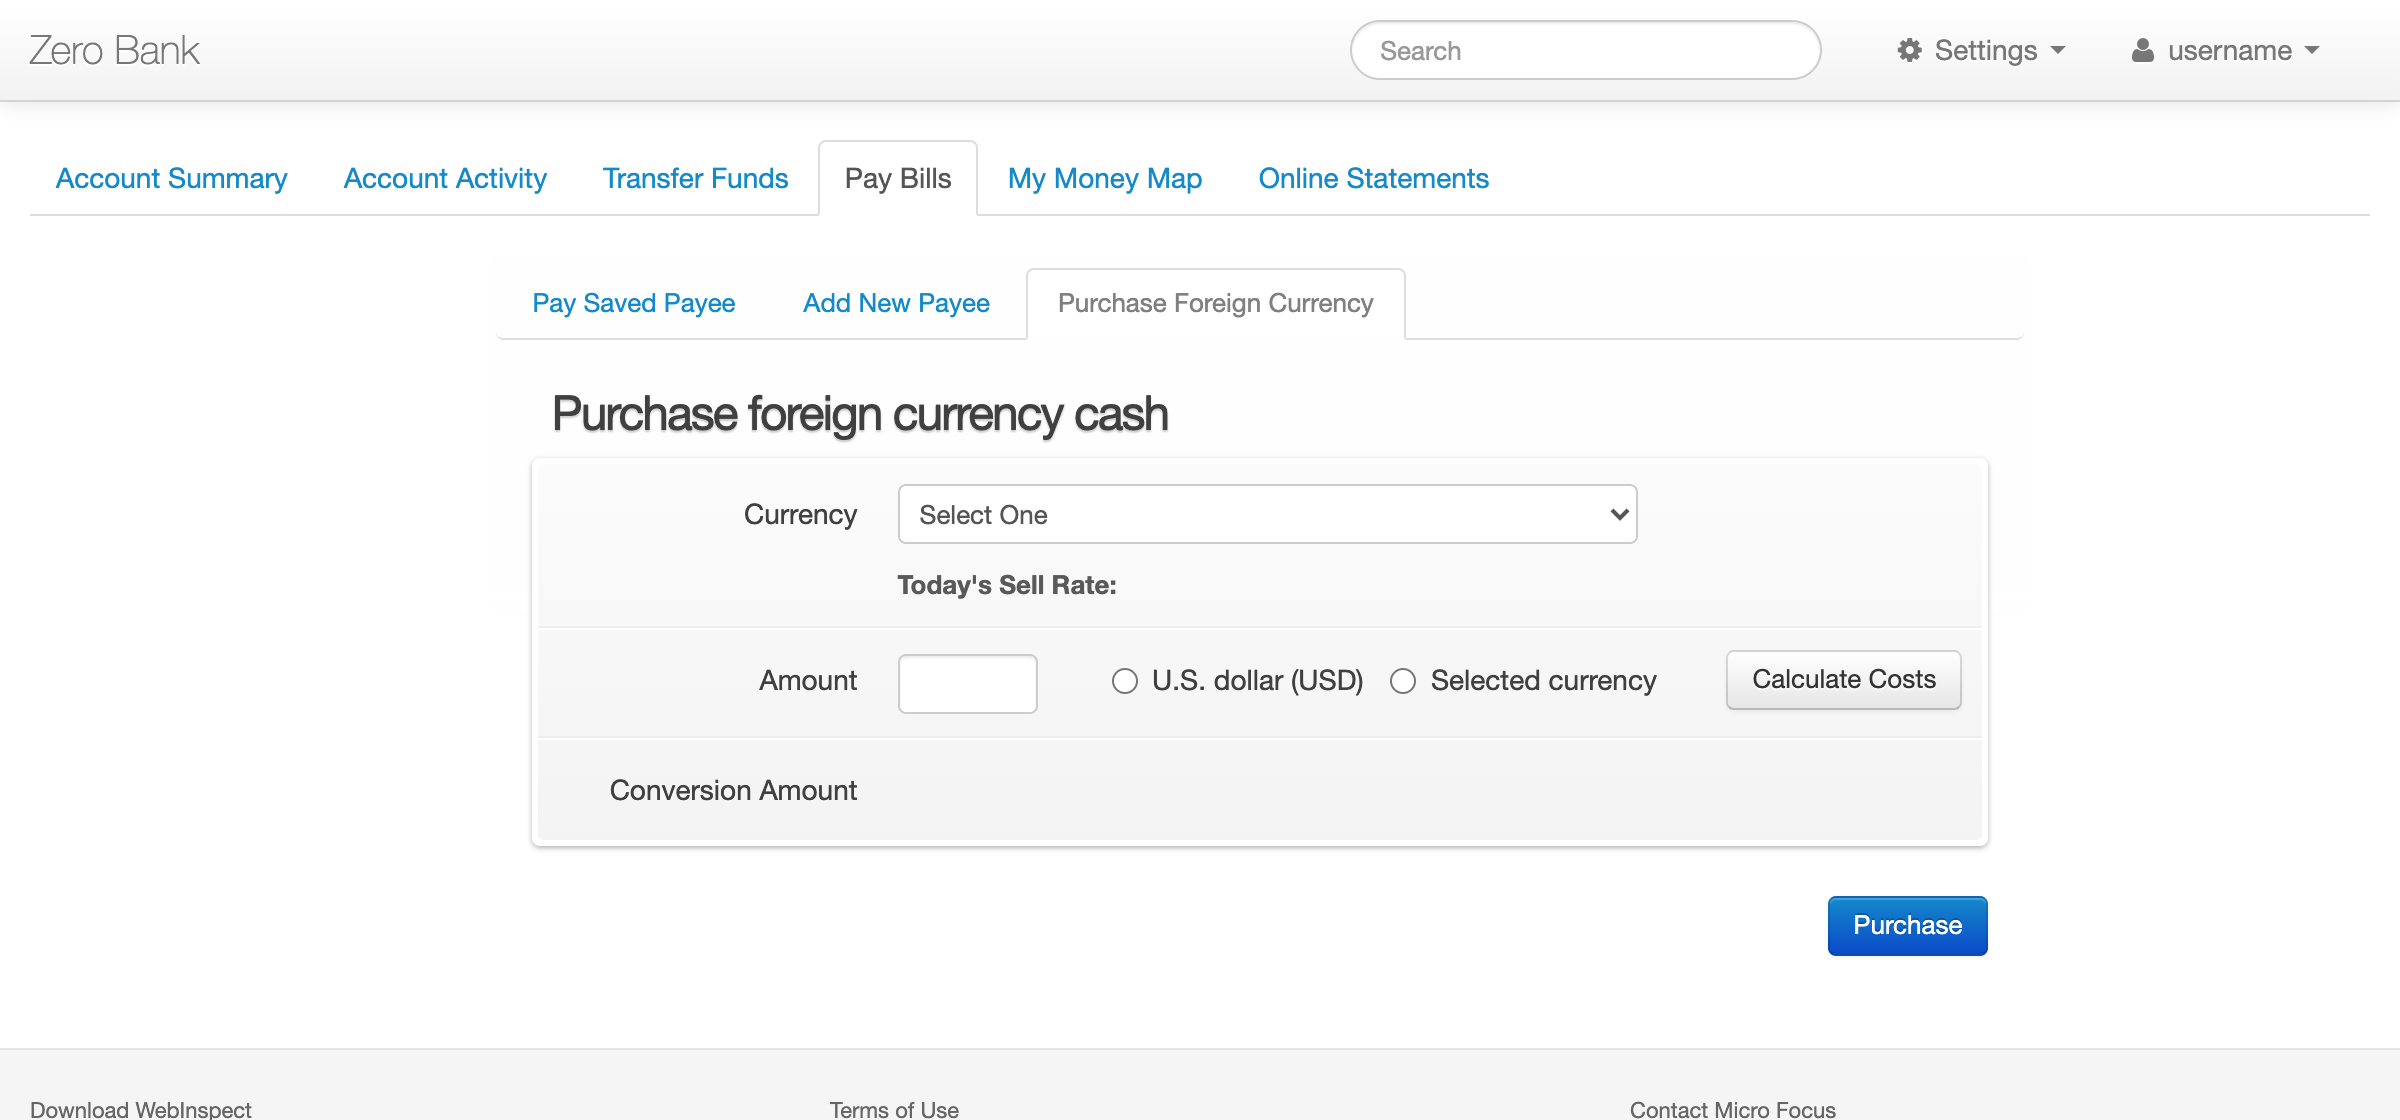 Zero Bank
Search
Settings
username
Account Summary
Account Activity
Transfer Funds
Pay Bills
My Money Map
Online Statements
Pay Saved Payee
Add New Payee
Purchase Foreign Currency
Purchase foreign currency cash
Currency
Select One
Today's Sell Rate:
Amount
U.S. dollar (USD)
Selected currency
Calculate Costs
Conversion Amount
Purchase
Download WebInspect
Terms of Use
Contact Micro Focus